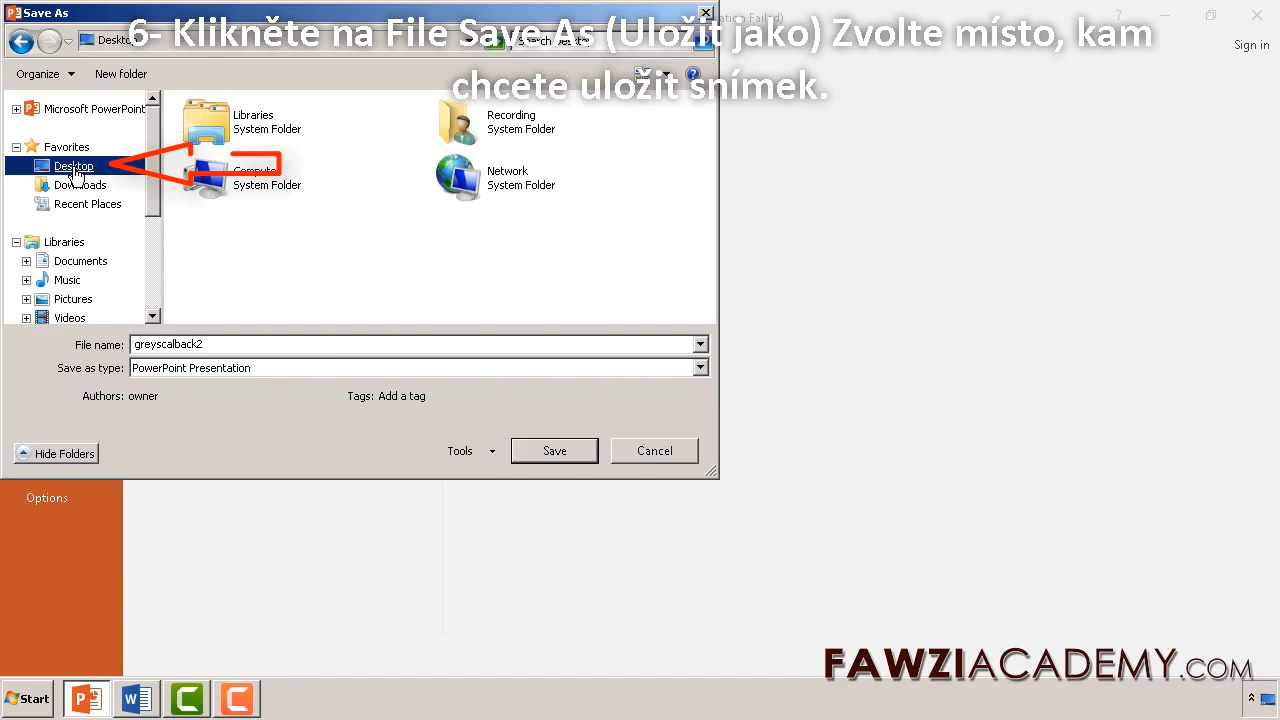 Save As
6- Klikněte na File Save As (Uložit jako) Zvolte místo, kam
chcete uložit snímek.
Sign in
Organize
New folder
Microsoft PowerPoint
Favorites
Desktop
Downloads
Recent Places
Libraries
Documents
Music
Pictures
Videos
Libraries
System Folder
Recording
System Folder
Computer
System Folder
Network
System Folder
File name: greyscalback2
Save as type: PowerPoint Presentation
Authors: owner
Tags: Add a tag
Hide Folders
Tools
Save
Cancel
Options
FAWZIACADEMY.COM
Start